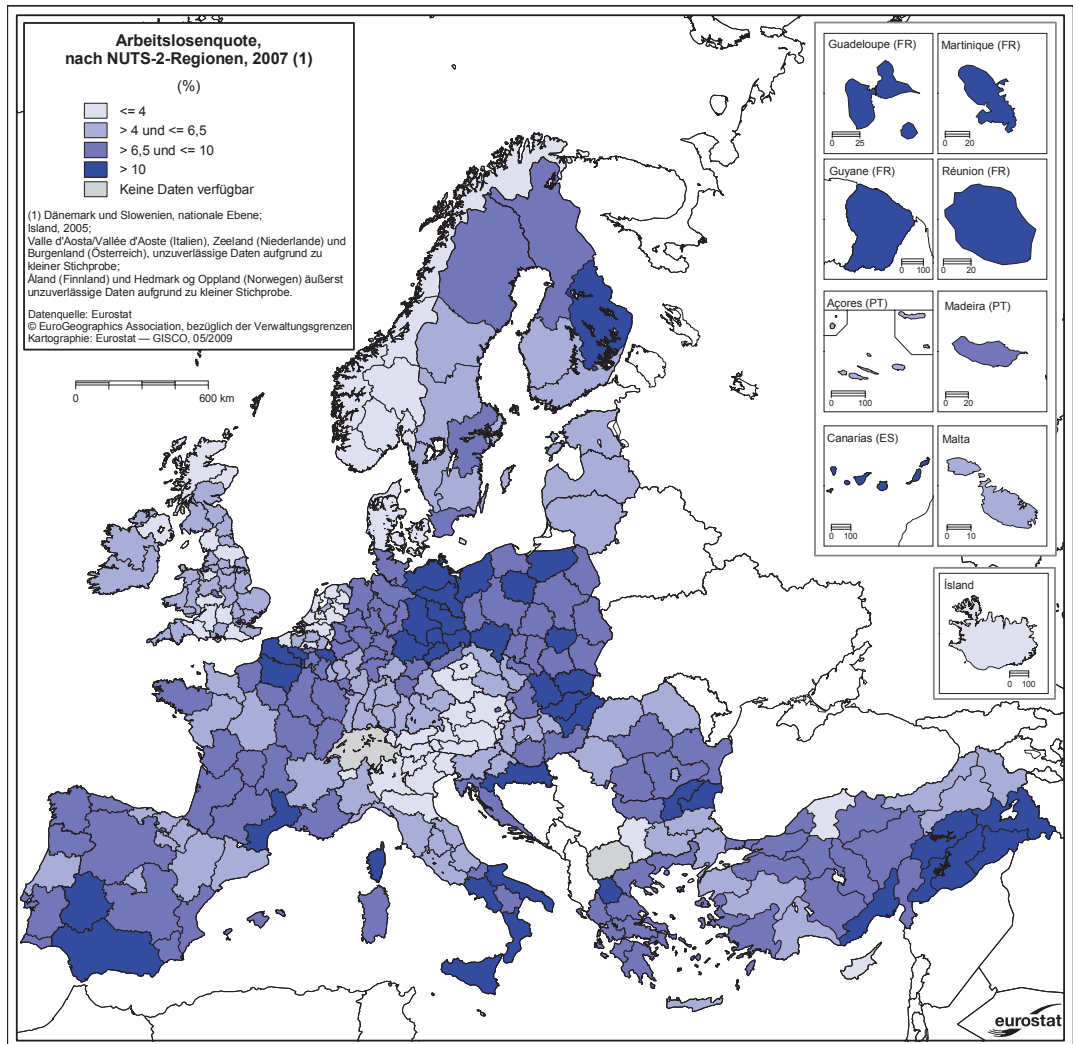 Arbeitslosenquote,
nach NUTS-2-Regionen, 2007 (1)
(%)
<= 4
> 4 und <= 6,5
> 6,5 und <= 10
> 10
Keine Daten verfügbar
(1) Dänemark und Slowenien, nationale Ebene;
Island, 2005;
Valle d'Aosta/Vallée d'Aoste (Italien), Zeeland (Niederlande) und
Burgenland (Österreich), unzuverlässige Daten aufgrund zu
kleiner Stichprobe;
Åland (Finnland) und Hedmark og Oppland (Norwegen) äußerst
unzuverlässige Daten aufgrund zu kleiner Stichprobe.
Datenquelle: Eurostat
© EuroGeographics Association, bezüglich der Verwaltungsgrenzen
Kartographie: Eurostat — GISCO, 05/2009
0 600 km
Guadeloupe (FR)
0 25
Martinique (FR)
0 20
Guyane (FR)
0 100
Réunion (FR)
0 20
Açores (PT)
0 100
Madeira (PT)
0 20
Canarias (ES)
0 100
Malta
0 10
Ísland
0 100
eurostat